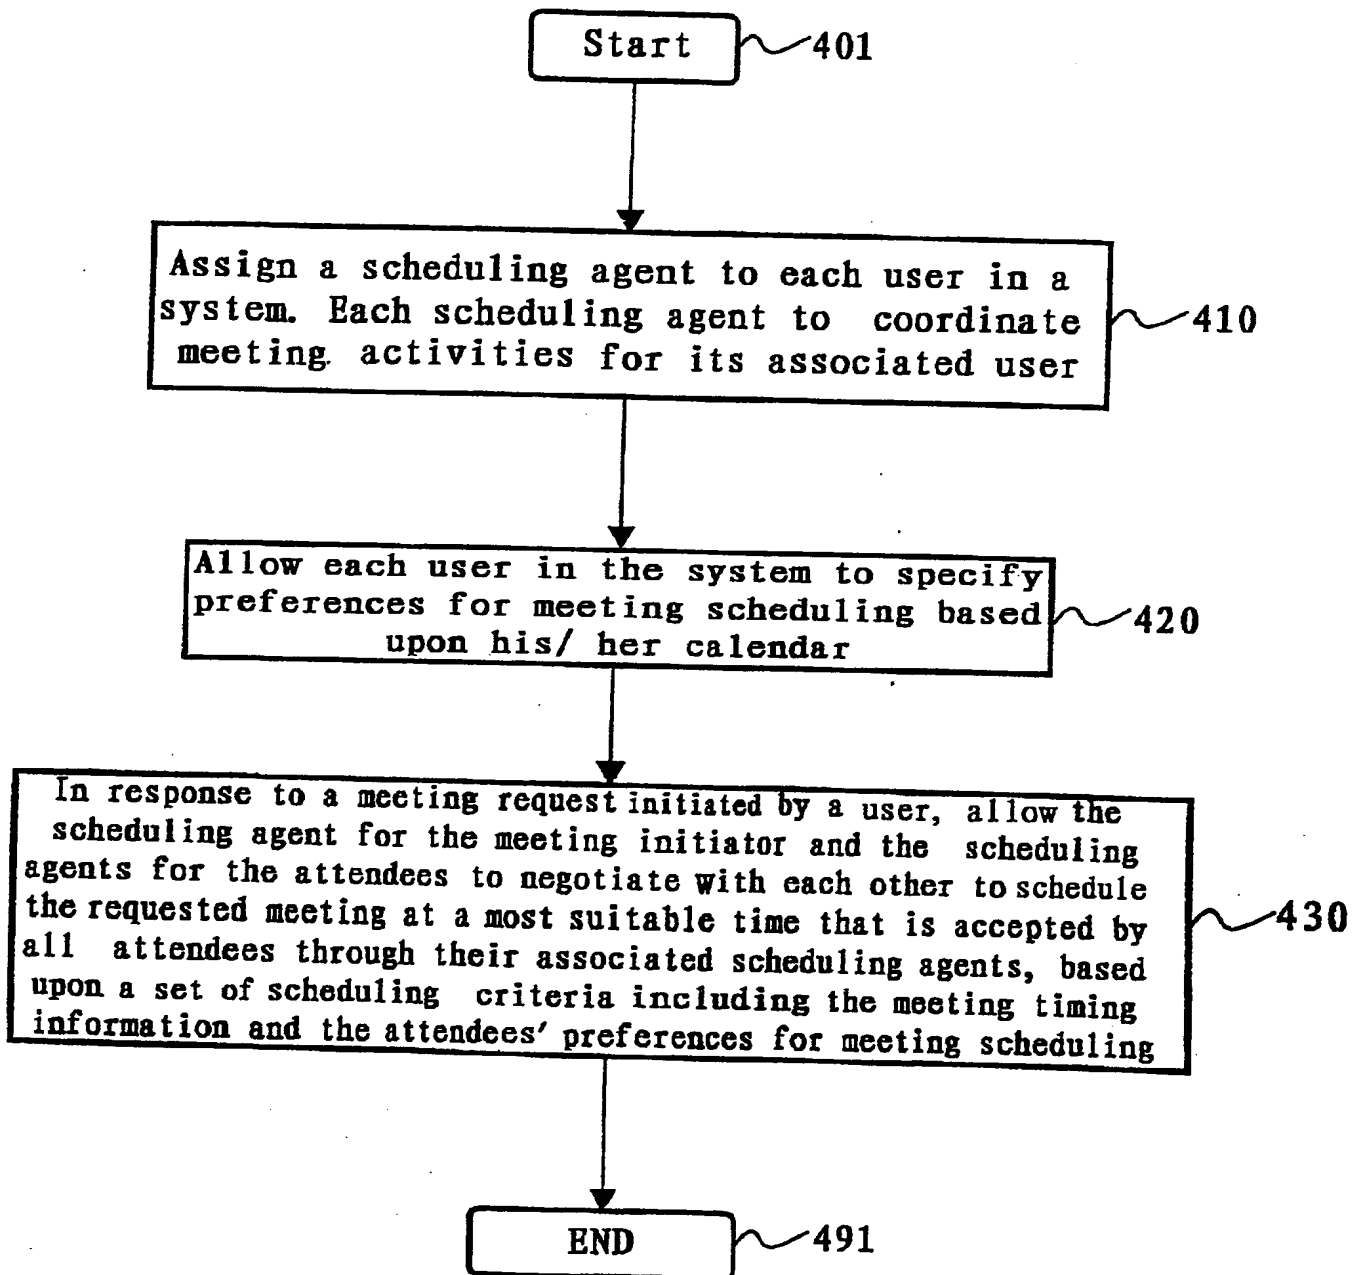 Start
401
Assign a scheduling agent to each user in a
system. Each scheduling agent to coordinate
meeting activities for its associated user
410
Allow each user in the system to specify
preferences for meeting scheduling based
upon his/ her calendar
420
In response to a meeting request initiated by a user, allow the
scheduling agent for the meeting initiator and the scheduling
agents for the attendees to negotiate with each other to schedule
the requested meeting at a most suitable time that is accepted by
all attendees through their associated scheduling agents, based
upon a set of scheduling criteria including the meeting timing
information and the attendees' preferences for meeting scheduling
430
END
491